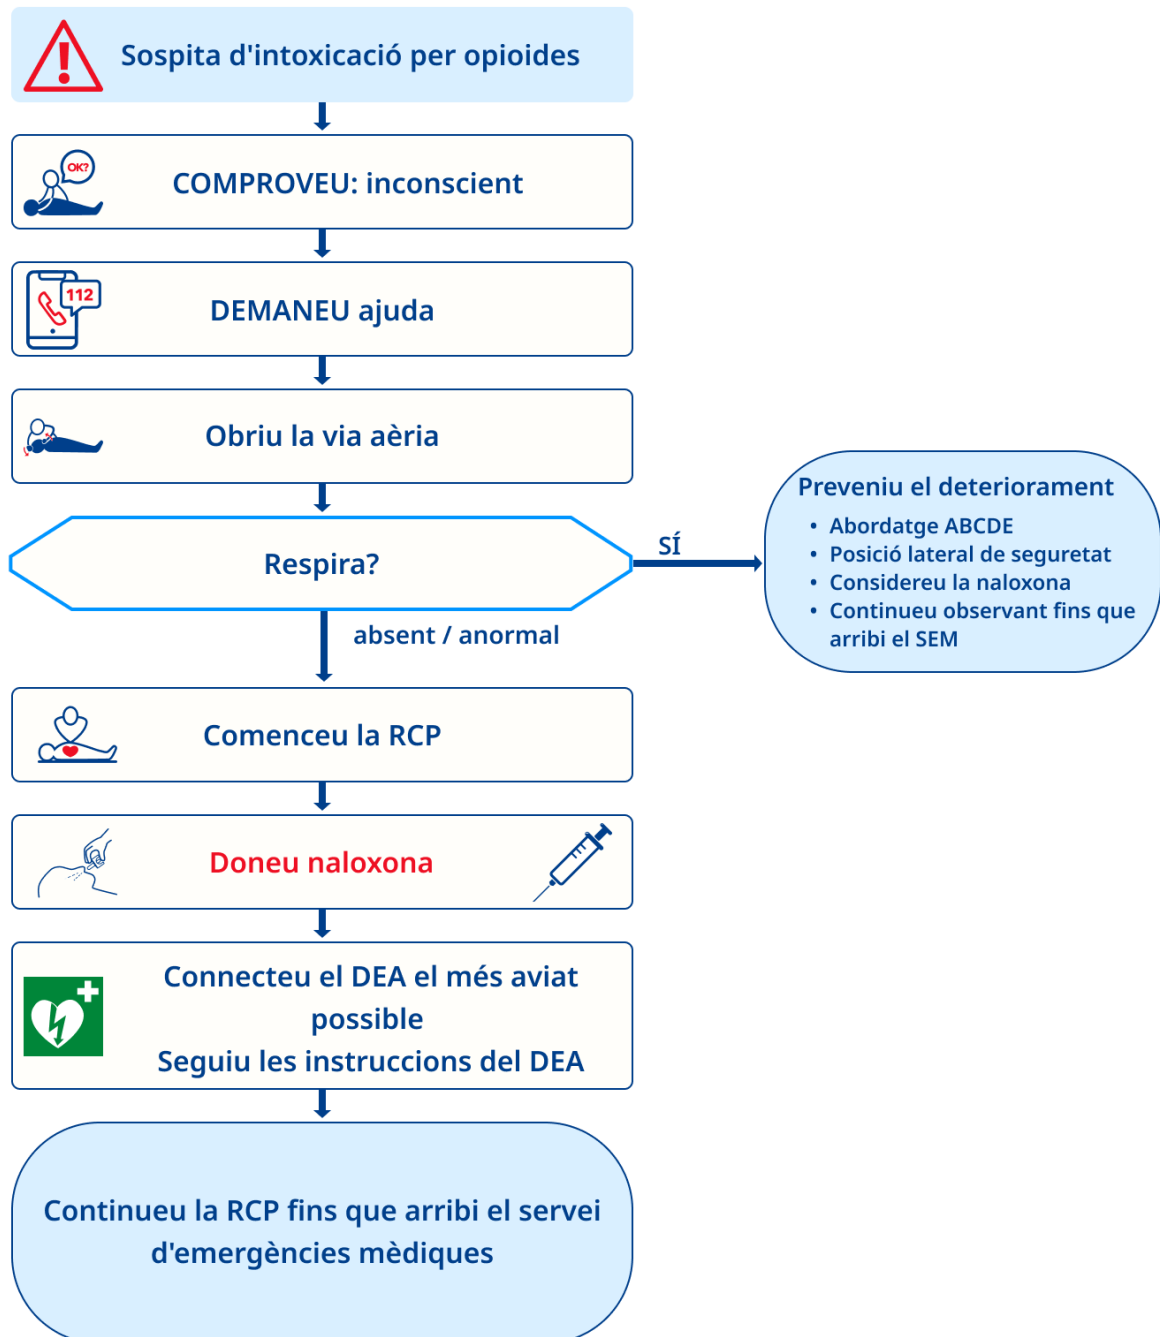 Sospita d'intoxicació per opioides
OK?
COMPROVEU: inconscient
112
DEMANEU ajuda
Obriu la via aèria
Respira?
SÍ
Preveniu el deteriorament
• Abordatge ABCDE
• Posició lateral de seguretat
• Considereu la naloxona
• Continueu observant fins que
arribi el SEM
absent / anormal
Comenceu la RCP
Doneu naloxona
Connecteu el DEA el més aviat
possible
Seguiu les instruccions del DEA
Continueu la RCP fins que arribi el servei
d'emergències mèdiques